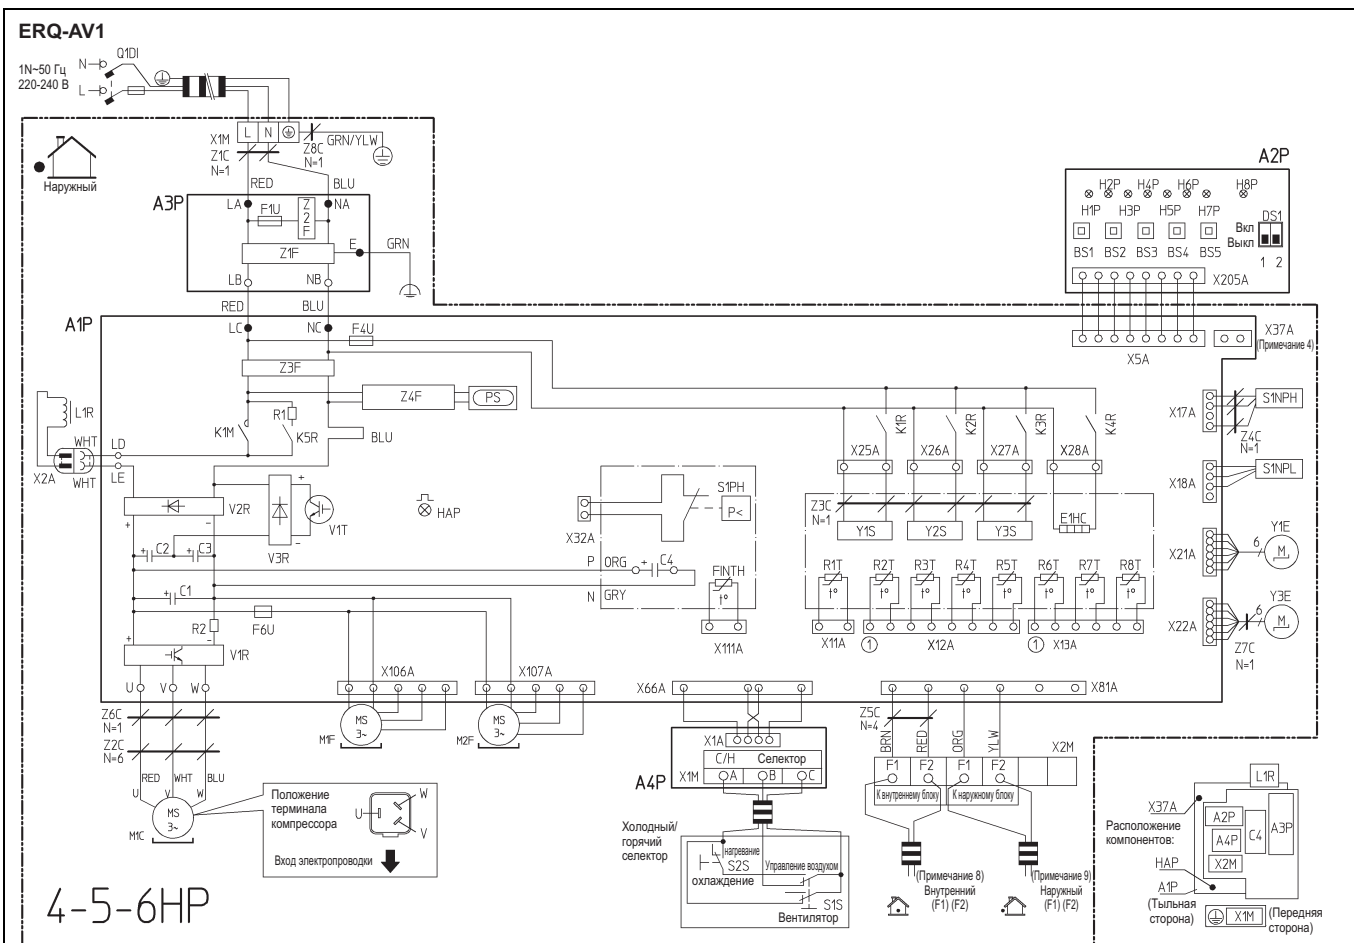 ERQ-AV1
1N~50 Гц
220-240 В
N
L
Q1DI
Наружный
X1M
L N
Z1C
N=1
Z8C
N=1
GRN/YLW
RED
BLU
A3P
LA
F1U
Z2F
NA
E
GRN
Z1F
LB
NB
RED
BLU
A2P
H2P H4P H6P H8P
H1P H3P H5P H7P
DS1
Вкл
Выкл
BS1 BS2 BS3 BS4 BS5
1 2
X205A
A1P
LC
NC
F4U
X5A
X37A
(Примечание 4)
Z3F
Z4F
PS
L1R
R1
K1M
K5R
BLU
WHT
LD
X2A
WHT
LE
K1R
K2R
K3R
K4R
X25A
X26A
X27A
X28A
X17A
S1NPH
Z4C
N=1
X18A
S1NPL
V2R
+
−
V3R
V1T
+
−
HAP
X32A
S1PH
P<
Z3C
N=1
Y1S
Y2S
Y3S
E1HC
+ C2
+ C3
P
ORG
+ C4
N
GRY
FINTH
t°
X111A
R1T
R2T
R3T
R4T
R5T
R6T
R7T
R8T
t° t° t° t° t° t° t° t°
X11A
1
X12A
1
X13A
X21A
6
Y1E
M
X22A
6
Y3E
M
Z7C
N=1
+ C1
R2
F6U
+
−
V1R
U
V
W
X106A
X107A
X66A
X81A
Z6C
N=1
Z2C
N=6
RED
WHT
BLU
U
V
W
MS
3~
M1C
MS
3~
M1F
MS
3~
M2F
Положение
терминала
компрессора
W
U
V
Вход электропроводки
X1A
C/H Селектор
X1M
A B C
A4P
Холодный/
горячий
селектор
нагревание
S2S
охлаждение
Управление воздухом
S1S
Вентилятор
Z5C
N=4
BRN
RED
ORG
YLW
X2M
F1 F2 F1 F2
К внутреннему блоку
К наружному блоку
(Примечание 8)
Внутренний
(F1) (F2)
(Примечание 9)
Наружный
(F1) (F2)
L1R
X37A
Расположение
компонентов:
A2P
A4P
C4
A3P
X2M
HAP
A1P
(Тыльная
сторона)
X1M
(Передняя
сторона)
4-5-6HP